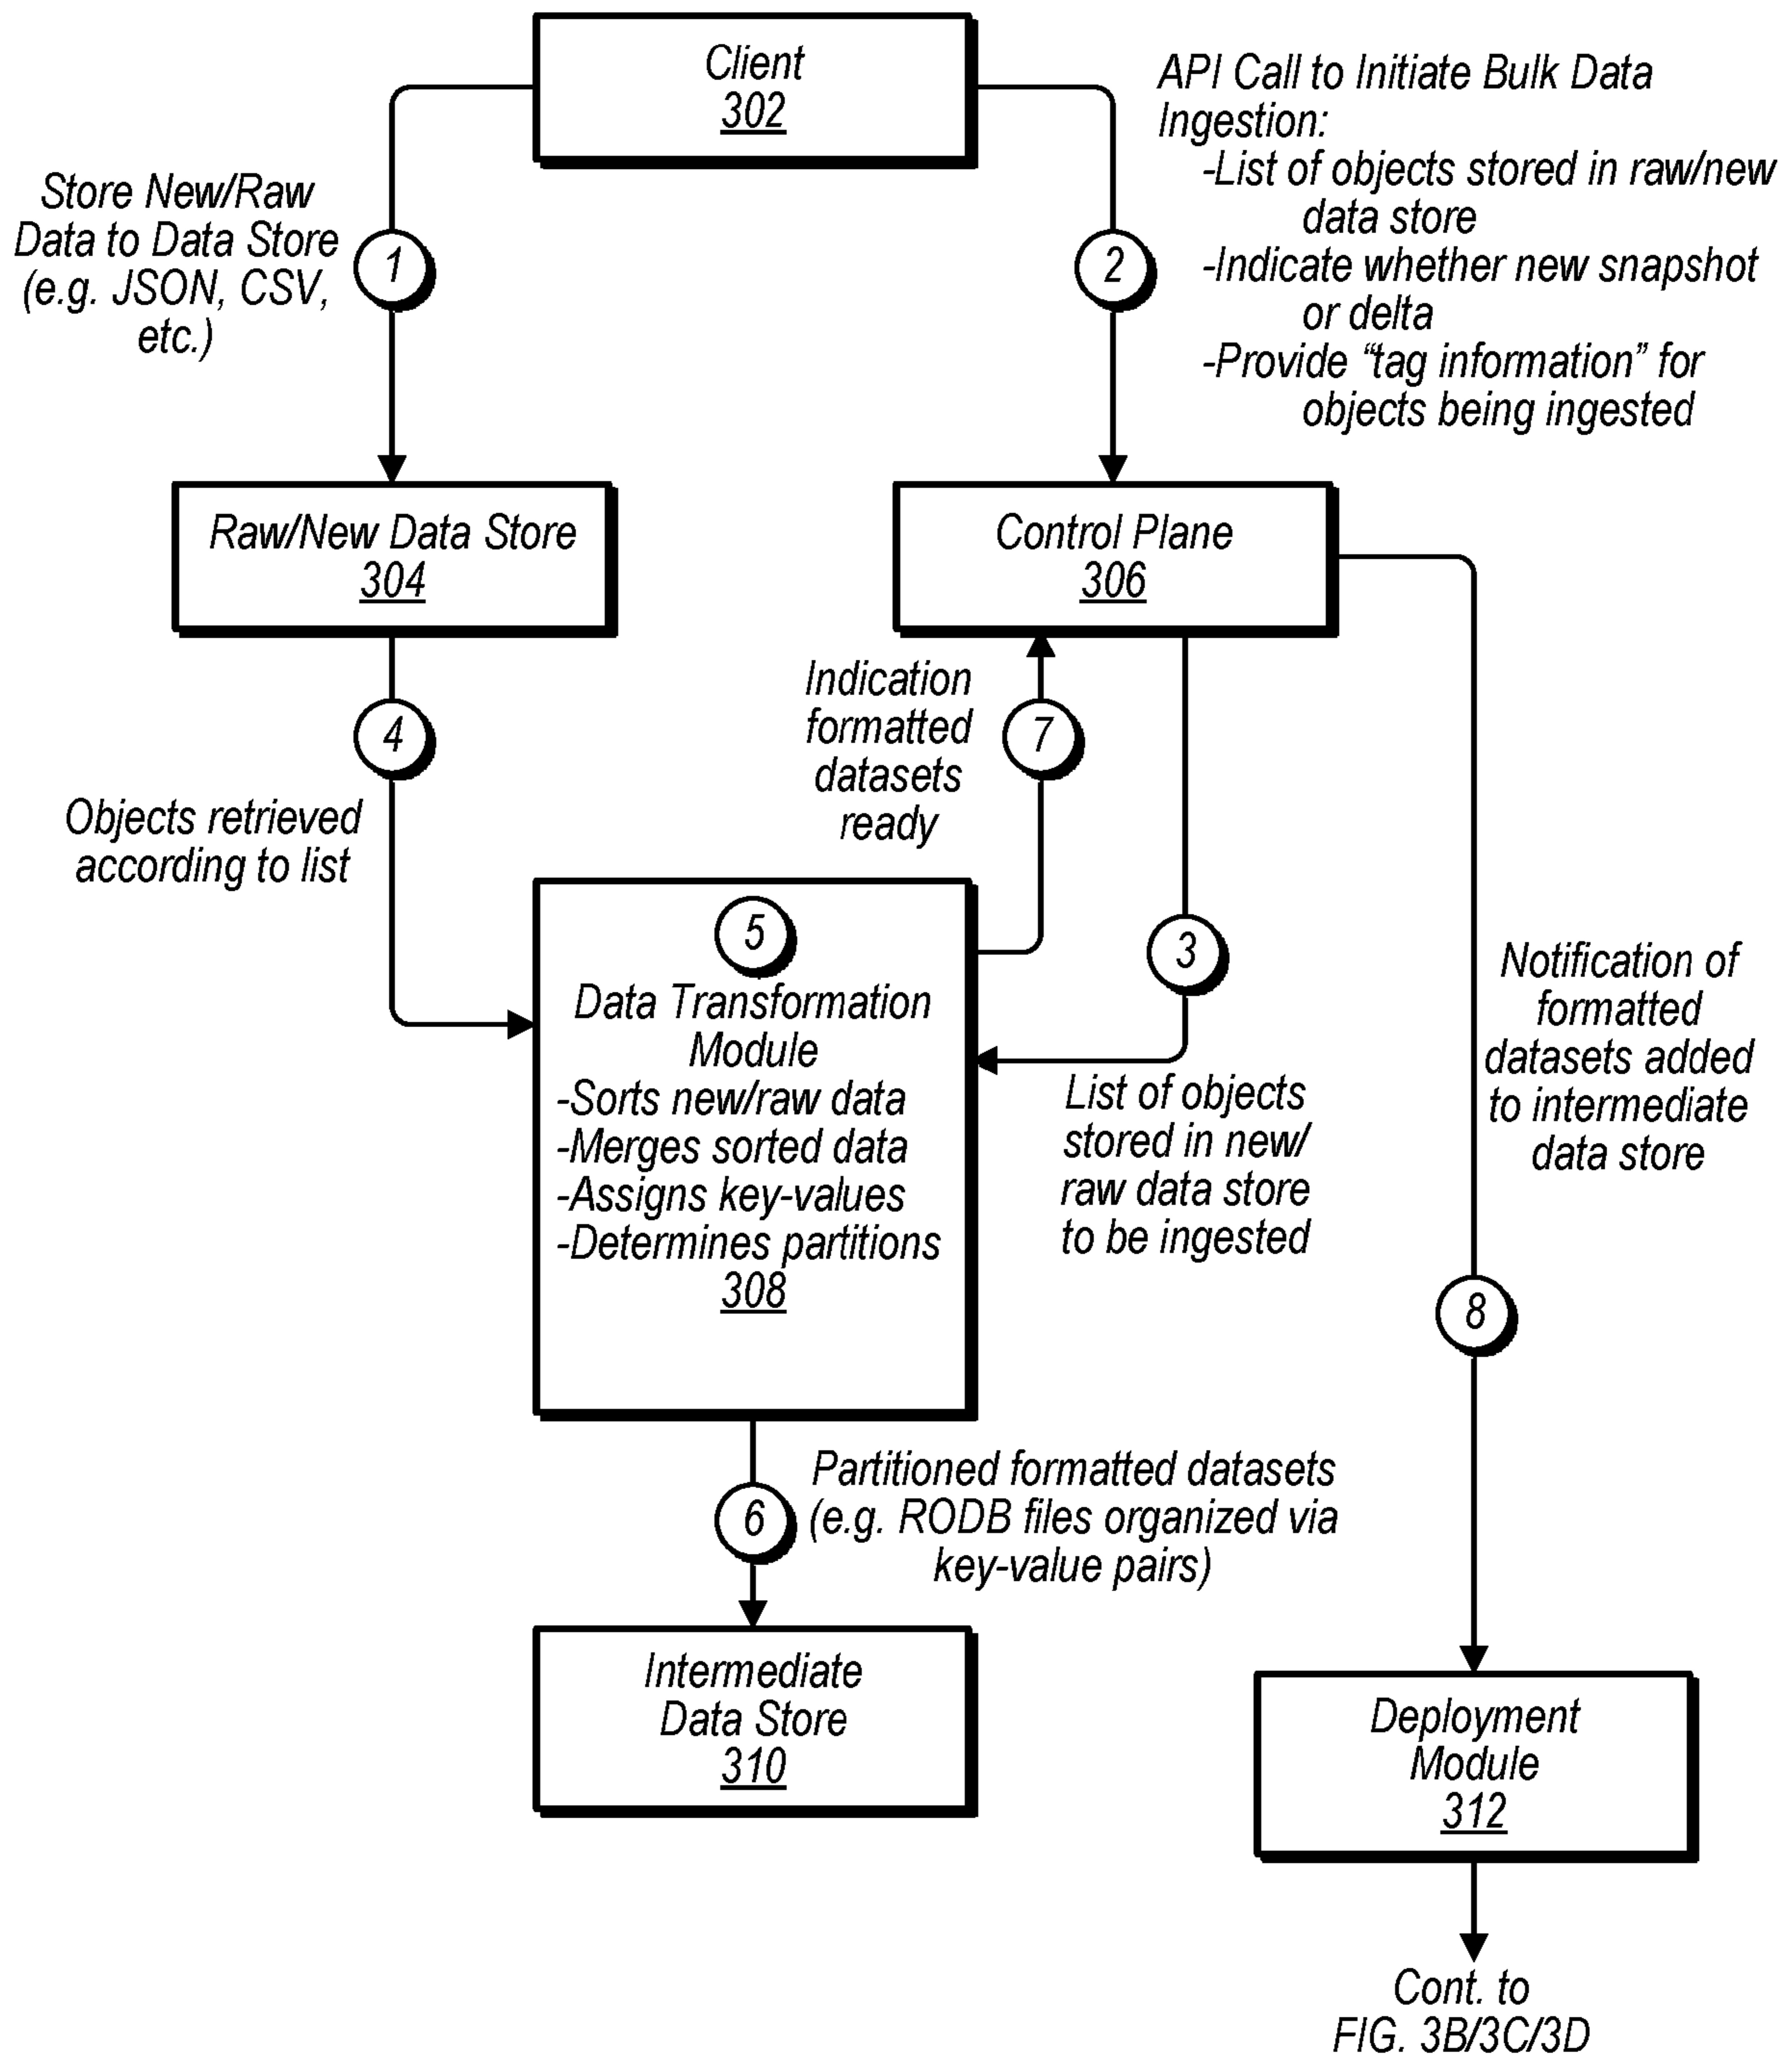 Client
302
API Call to Initiate Bulk Data
Ingestion:
-List of objects stored in raw/new
data store
-Indicate whether new snapshot
or delta
-Provide “tag information” for
objects being ingested
Store New/Raw
Data to Data Store
(e.g. JSON, CSV,
etc.)
1
2
Raw/New Data Store
304
Control Plane
306
4
Objects retrieved
according to list
Indication
formatted
datasets
ready
7
3
List of objects
stored in new/
raw data store
to be ingested
5
Data Transformation
Module
-Sorts new/raw data
-Merges sorted data
-Assigns key-values
-Determines partitions
308
Notification of
formatted
datasets added
to intermediate
data store
8
6
Partitioned formatted datasets
(e.g. RODB files organized via
key-value pairs)
Intermediate
Data Store
310
Deployment
Module
312
Cont. to
FIG. 3B/3C/3D